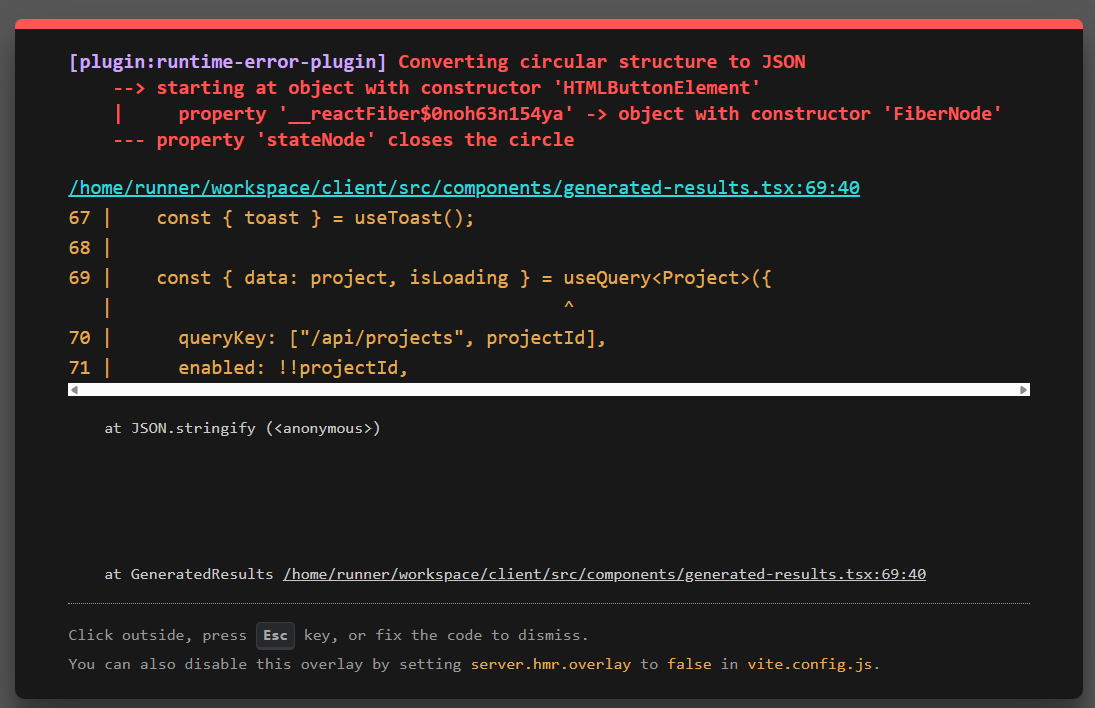 [plugin:runtime-error-plugin] Converting circular structure to JSON
--> starting at object with constructor 'HTMLButtonElement'
|     property '__reactFiber$0noh63n154ya' -> object with constructor 'FiberNode'
--- property 'stateNode' closes the circle
/home/runner/workspace/client/src/components/generated-results.tsx:69:40
67 |    const { toast } = useToast();
68 |
69 |    const { data: project, isLoading } = useQuery<Project>({
   |                                         ^
70 |      queryKey: ["/api/projects", projectId],
71 |      enabled: !!projectId,
at JSON.stringify (<anonymous>)
at GeneratedResults /home/runner/workspace/client/src/components/generated-results.tsx:69:40
Click outside, press Esc key, or fix the code to dismiss.
You can also disable this overlay by setting server.hmr.overlay to false in vite.config.js.